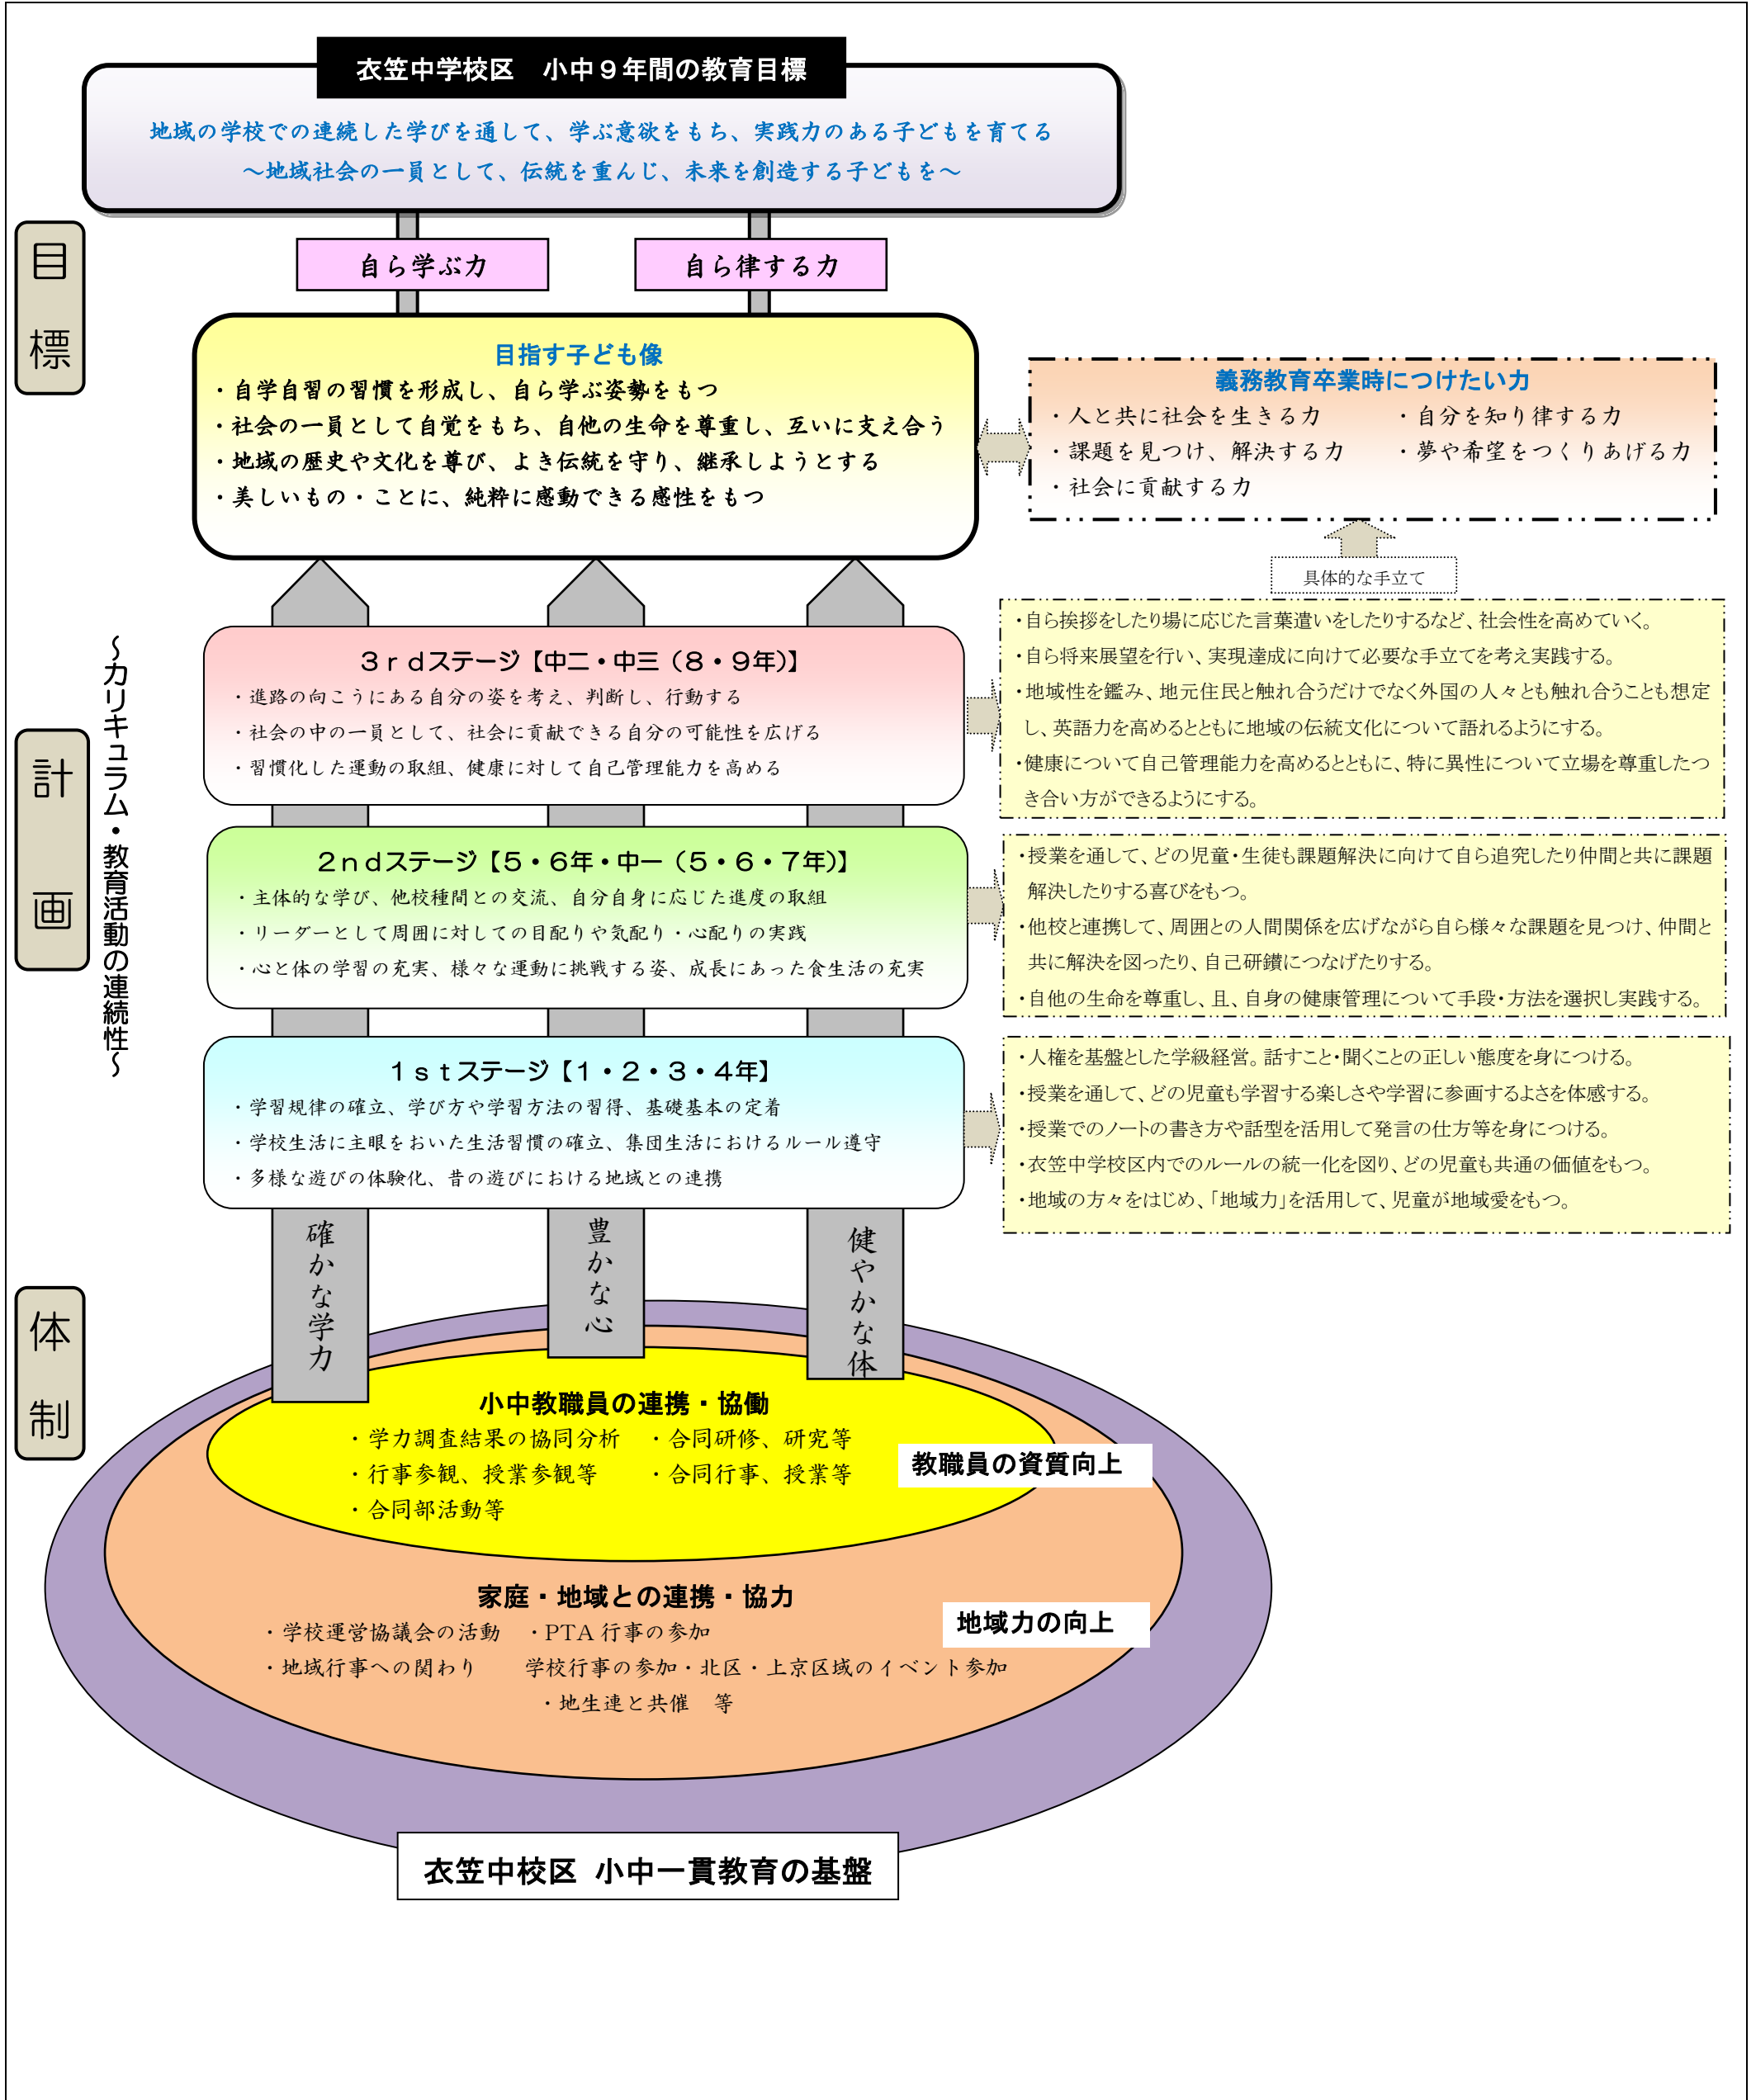 衣笠中学校区　小中９年間の教育目標
地域の学校での連続した学びを通して、学ぶ意欲をもち、実践力のある子どもを育てる
～地域社会の一員として、伝統を重んじ、未来を創造する子どもを～
目標
自ら学ぶ力
自ら律する力
目指す子ども像
・自学自習の習慣を形成し、自ら学ぶ姿勢をもつ
・社会の一員として自覚をもち、自他の生命を尊重し、互いに支え合う
・地域の歴史や文化を尊び、よき伝統を守り、継承しようとする
・美しいもの・ことに、純粋に感動できる感性をもつ
義務教育卒業時につけたい力
・人と共に社会を生きる力　　・自分を知り律する力
・課題を見つけ、解決する力　　・夢や希望をつくりあげる力
・社会に貢献する力
具体的な手立て
計画
～カリキュラム・教育活動の連続性～
３ｒｄステージ【中二・中三（８・９年）】
・進路の向こうにある自分の姿を考え、判断し、行動する
・社会の中の一員として、社会に貢献できる自分の可能性を広げる
・習慣化した運動の取組、健康に対して自己管理能力を高める
・自ら挨拶をしたり場に応じた言葉遣いをしたりするなど、社会性を高めていく。
・自ら将来展望を行い、実現達成に向けて必要な手立てを考え実践する。
・地域性を鑑み、地元住民と触れ合うだけでなく外国の人々とも触れ合うことも想定
し、英語力を高めるとともに地域の伝統文化について語れるようにする。
・健康について自己管理能力を高めるとともに、特に異性について立場を尊重したつ
き合い方ができるようにする。
２ｎｄステージ【５・６年・中一（５・６・７年）】
・主体的な学び、他校種間との交流、自分自身に応じた進度の取組
・リーダーとして周囲に対しての目配りや気配り・心配りの実践
・心と体の学習の充実、様々な運動に挑戦する姿、成長にあった食生活の充実
・授業を通して、どの児童・生徒も課題解決に向けて自ら追究したり仲間と共に課題
解決したりする喜びをもつ。
・他校と連携して、周囲との人間関係を広げながら自ら様々な課題を見つけ、仲間と
共に解決を図ったり、自己研鑽につなげたりする。
・自他の生命を尊重し、且、自身の健康管理について手段・方法を選択し実践する。
１ｓｔステージ【１・２・３・４年】
・学習規律の確立、学び方や学習方法の習得、基礎基本の定着
・学校生活に主眼をおいた生活習慣の確立、集団生活におけるルール遵守
・多様な遊びの体験化、昔の遊びにおける地域との連携
・人権を基盤とした学級経営。話すこと・聞くことの正しい態度を身につける。
・授業を通して、どの児童も学習する楽しさや学習に参画するよさを体感する。
・授業でのノートの書き方や話型を活用して発言の仕方等を身につける。
・衣笠中学校区内でのルールの統一化を図り、どの児童も共通の価値をもつ。
・地域の方々をはじめ、「地域力」を活用して、児童が地域愛をもつ。
確かな学力
豊かな心
健やかな体
体制
小中教職員の連携・協働
・学力調査結果の協同分析　・合同研修、研究等
・行事参観、授業参観等　　・合同行事、授業等
・合同部活動等
教職員の資質向上
家庭・地域との連携・協力
・学校運営協議会の活動　・PTA 行事の参加
・地域行事への関わり　　学校行事の参加・北区・上京区域のイベント参加
・地生連と共催　等
地域力の向上
衣笠中校区 小中一貫教育の基盤